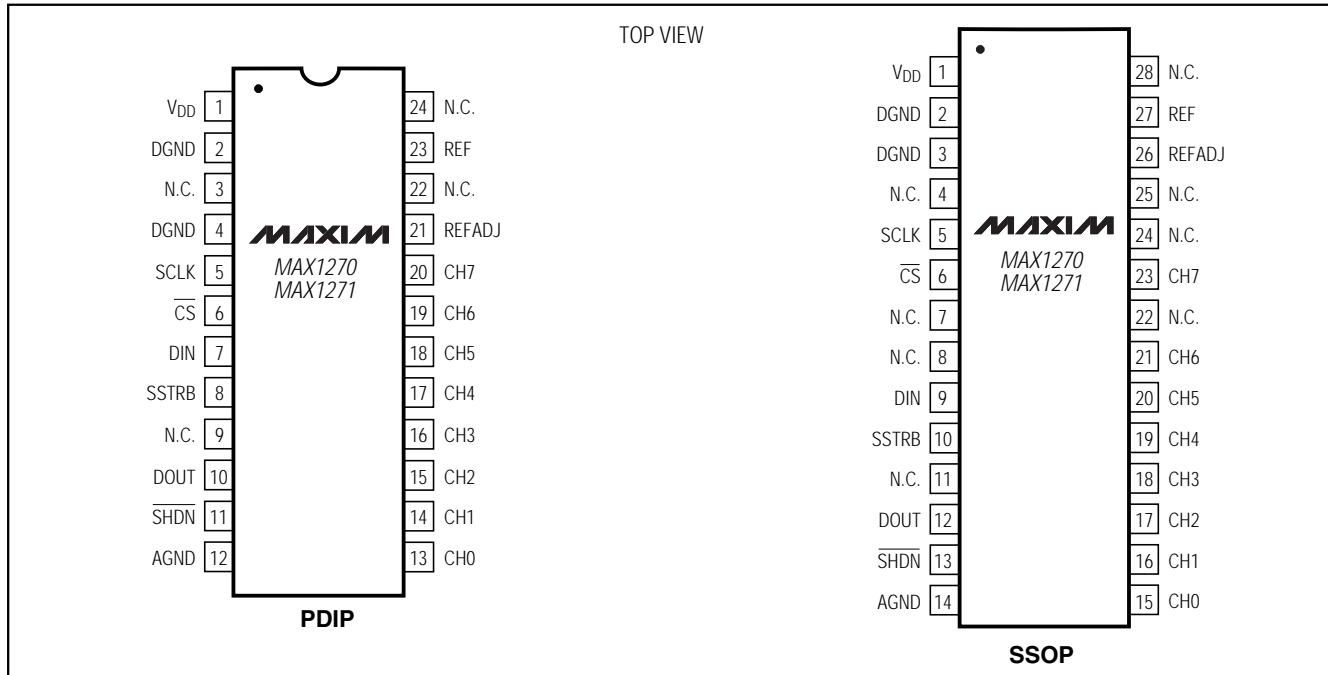 TOP VIEW
VDD 1
DGND 2
N.C. 3
DGND 4
SCLK 5
CS 6
DIN 7
SSTRB 8
N.C. 9
DOUT 10
SHDN 11
AGND 12
MAXIM
MAX1270
MAX1271
24 N.C.
23 REF
22 N.C.
21 REFADJ
20 CH7
19 CH6
18 CH5
17 CH4
16 CH3
15 CH2
14 CH1
13 CH0
PDIP
VDD 1
DGND 2
DGND 3
N.C. 4
SCLK 5
CS 6
N.C. 7
N.C. 8
DIN 9
SSTRB 10
N.C. 11
DOUT 12
SHDN 13
AGND 14
MAXIM
MAX1270
MAX1271
28 N.C.
27 REF
26 REFADJ
25 N.C.
24 N.C.
23 CH7
22 N.C.
21 CH6
20 CH5
19 CH4
18 CH3
17 CH2
16 CH1
15 CH0
SSOP